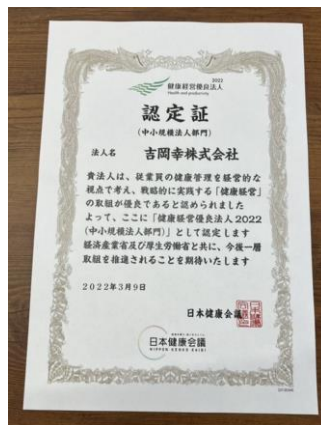 2022
健康経営優良法人
Health and productivity
認定証
(中小規模法人部門)
法人名 吉岡幸株式会社
貴法人は、従業員の健康管理を経営的な
視点で考え、戦略的に実践する「健康経営」
の取組が優良であると認められました
よって、ここに「健康経営優良法人2022
(中小規模法人部門)」として認定します
経済産業省及び厚生労働省と共に、今後一層
取組を推進されることを期待いたします
2022年3月9日
日本健康会議
日本健康会議
NIPPON KENKO KAIGI